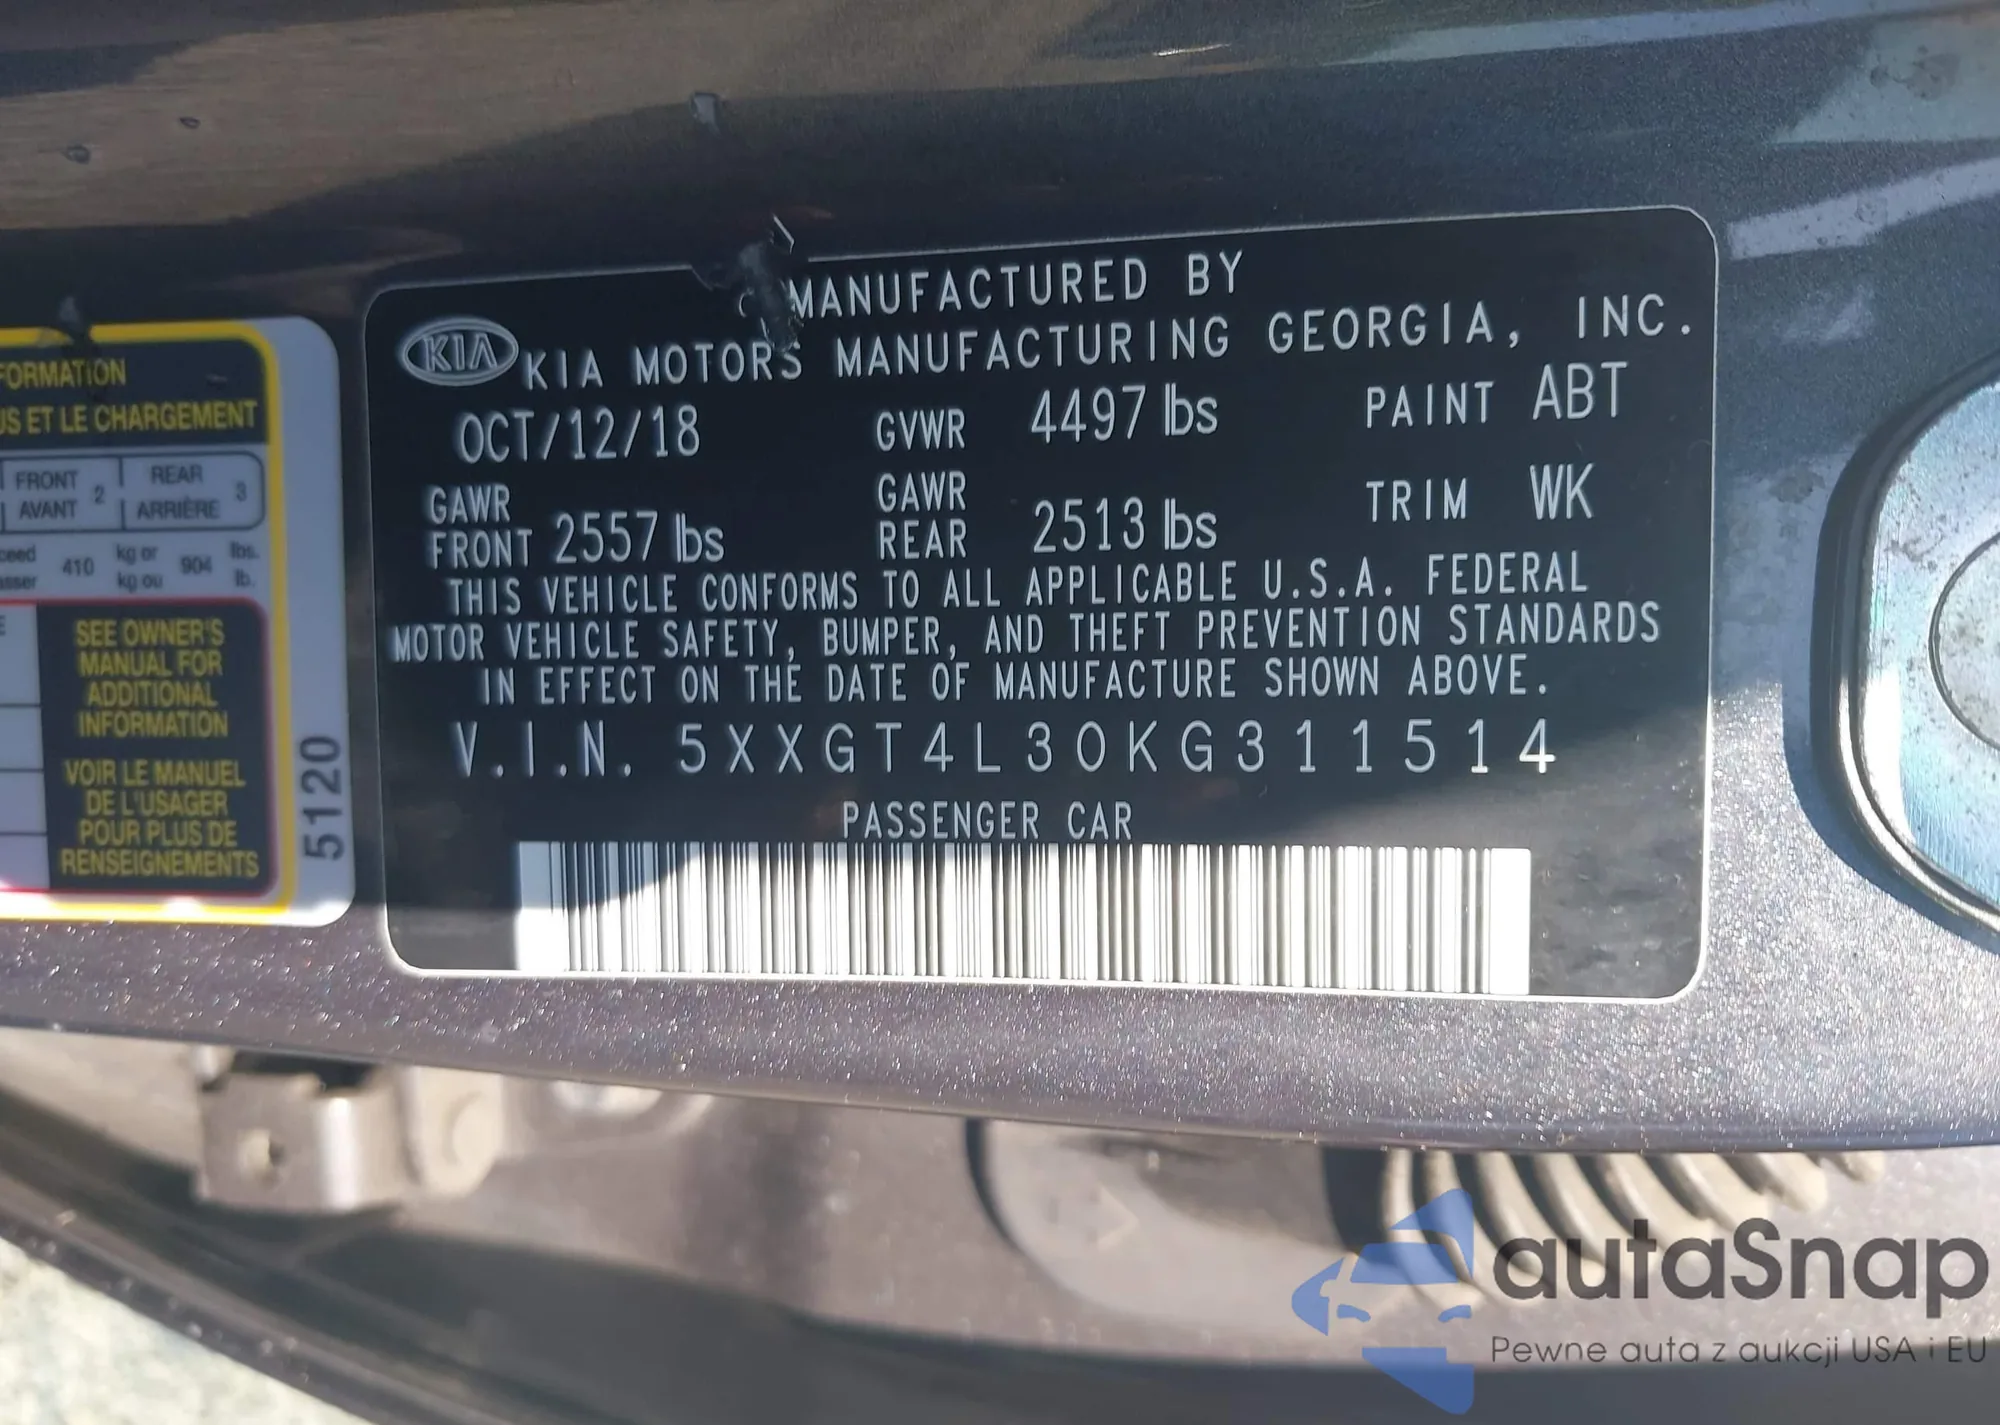 FORMATION
US ET LE CHARGEMENT
FRONT
AVANT 2
REAR
ARRIÈRE 3
410 kg or
kg ou 904 lbs.
lb.
SEE OWNER'S
MANUAL FOR
ADDITIONAL
INFORMATION
VOIR LE MANUEL
DE L'USAGER
POUR PLUS DE
RENSEIGNEMENTS
5120
MANUFACTURED BY
KIA KIA MOTORS MANUFACTURING GEORGIA, INC.
OCT/12/18 GVWR 4497 lbs PAINT ABT
GAWR
FRONT 2557 lbs
GAWR
REAR 2513 lbs
TRIM WK
THIS VEHICLE CONFORMS TO ALL APPLICABLE U.S.A. FEDERAL
MOTOR VEHICLE SAFETY, BUMPER, AND THEFT PREVENTION STANDARDS
IN EFFECT ON THE DATE OF MANUFACTURE SHOWN ABOVE.
V.I.N. 5XXGT4L30KG311514
PASSENGER CAR
autaSnap
Pewne auta z aukcji USA i EU